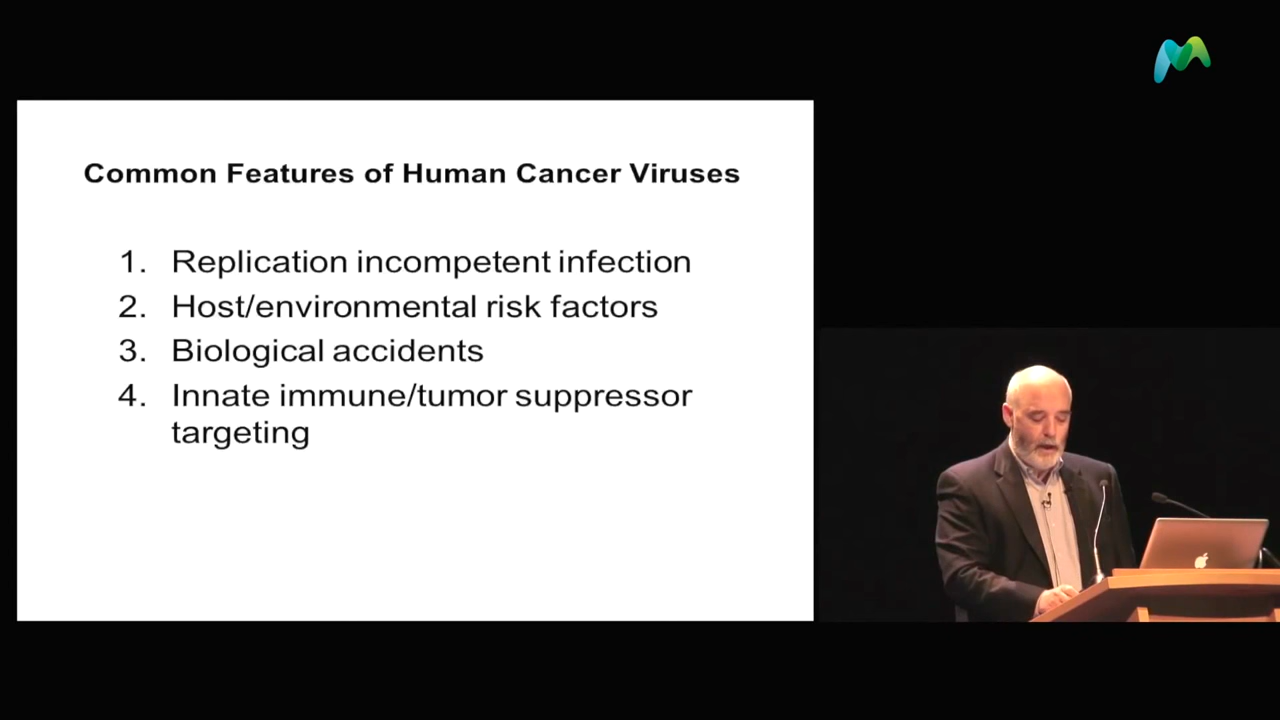 Common Features of Human Cancer Viruses
1. Replication incompetent infection
2. Host/environmental risk factors
3. Biological accidents
4. Innate immune/tumor suppressor
targeting